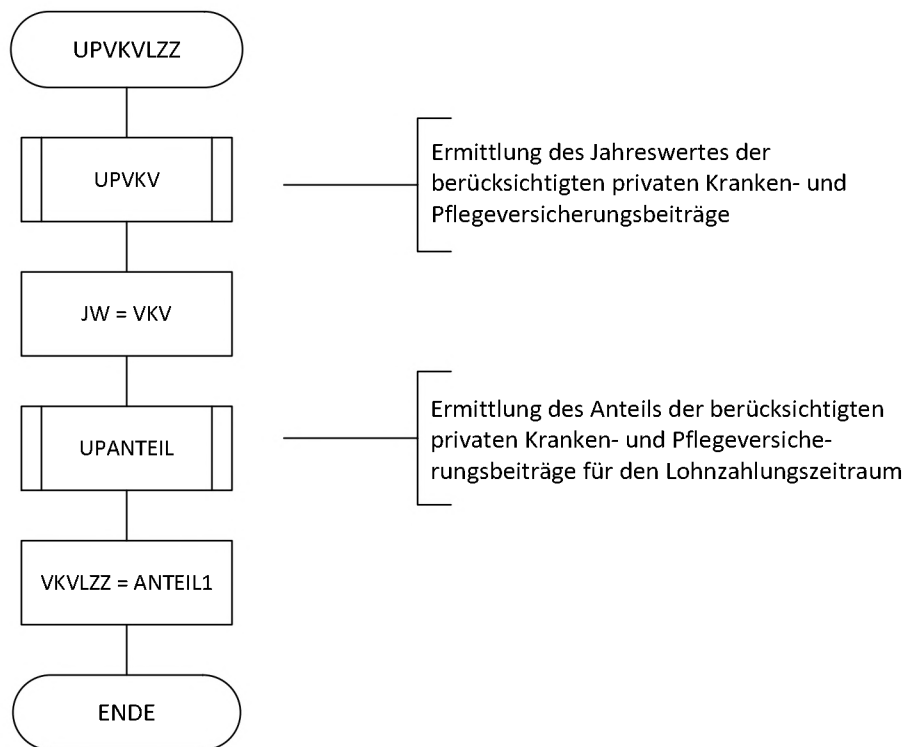 UPVKVLZZ
UPVKV
Ermittlung des Jahreswertes der
berücksichtigten privaten Kranken- und
Pflegeversicherungsbeiträge
JW = VKV
UPANTEIL
Ermittlung des Anteils der berücksichtigten
privaten Kranken- und Pflegeversiche-
rungsbeiträge für den Lohnzahlungszeitraum
VKVLZZ = ANTEIL1
ENDE